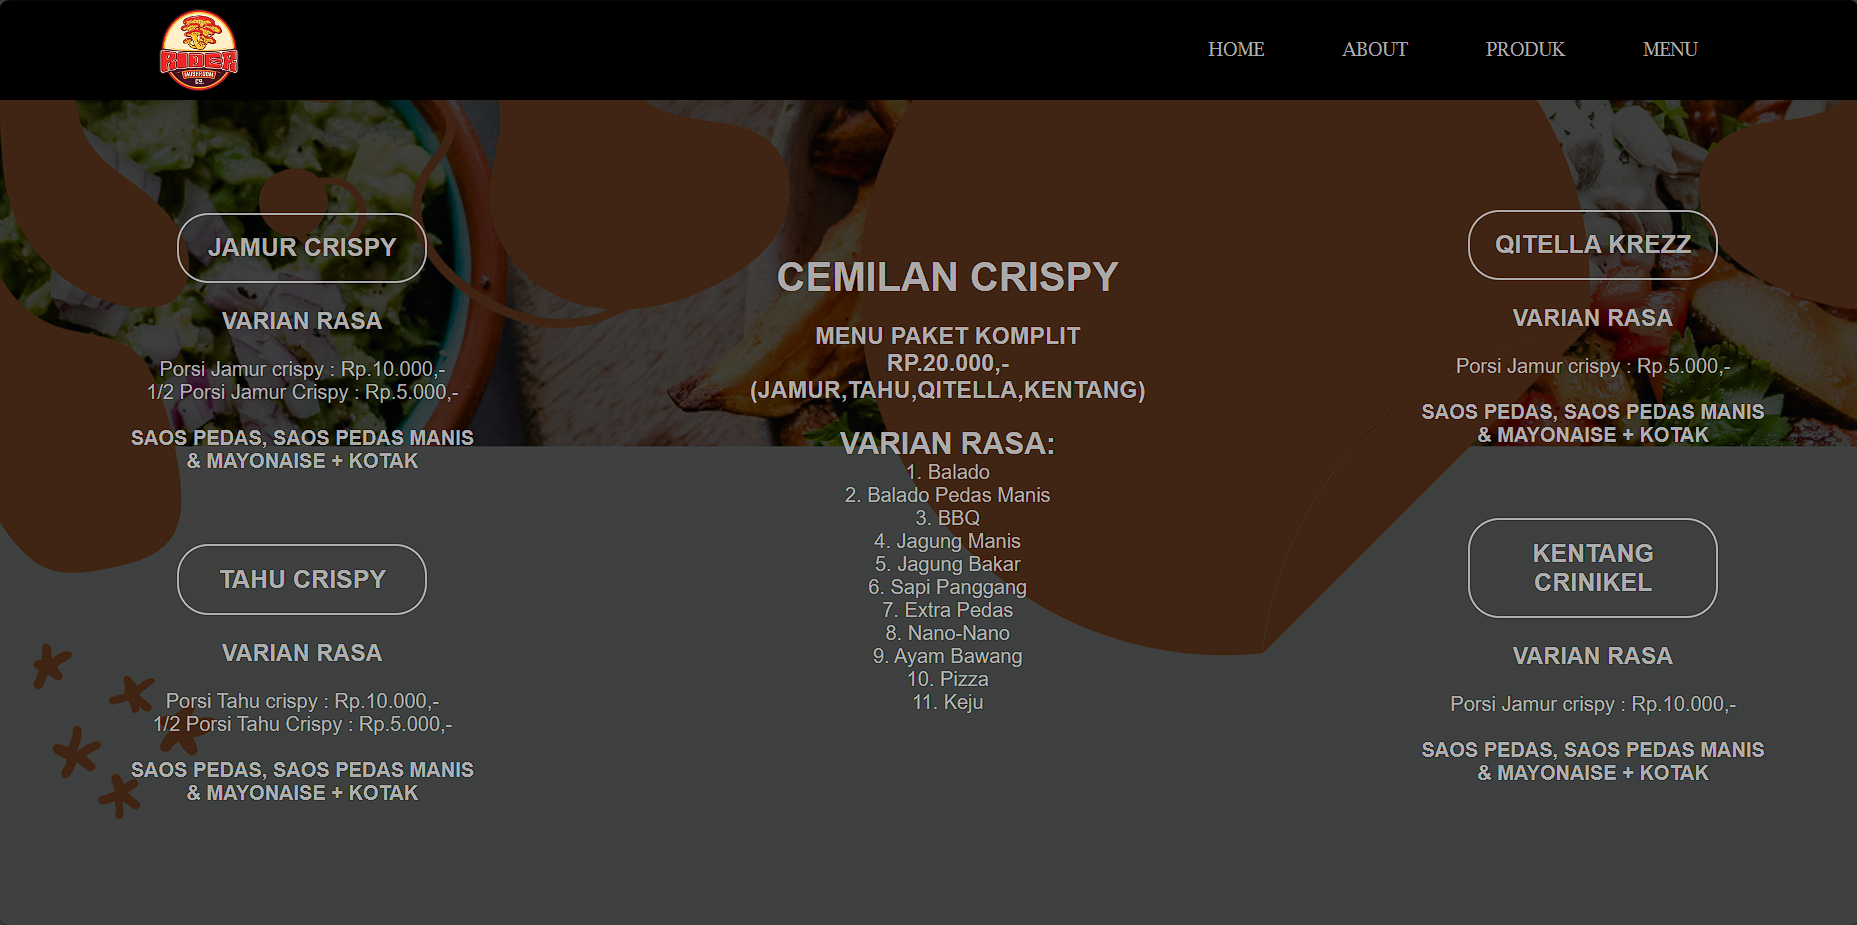 RIDER
MUSHROOM
CO.
HOME
ABOUT
PRODUK
MENU
JAMUR CRISPY
VARIAN RASA
Porsi Jamur crispy : Rp.10.000,-
1/2 Porsi Jamur Crispy : Rp.5.000,-
SAOS PEDAS, SAOS PEDAS MANIS
& MAYONAISE + KOTAK
TAHU CRISPY
VARIAN RASA
Porsi Tahu crispy : Rp.10.000,-
1/2 Porsi Tahu Crispy : Rp.5.000,-
SAOS PEDAS, SAOS PEDAS MANIS
& MAYONAISE + KOTAK
CEMILAN CRISPY
MENU PAKET KOMPLIT
RP.20.000,-
(JAMUR,TAHU,QITELLA,KENTANG)
VARIAN RASA:
1. Balado
2. Balado Pedas Manis
3. BBQ
4. Jagung Manis
5. Jagung Bakar
6. Sapi Panggang
7. Extra Pedas
8. Nano-Nano
9. Ayam Bawang
10. Pizza
11. Keju
QITELLA KREZZ
VARIAN RASA
Porsi Jamur crispy : Rp.5.000,-
SAOS PEDAS, SAOS PEDAS MANIS
& MAYONAISE + KOTAK
KENTANG
CRINIKEL
VARIAN RASA
Porsi Jamur crispy : Rp.10.000,-
SAOS PEDAS, SAOS PEDAS MANIS
& MAYONAISE + KOTAK